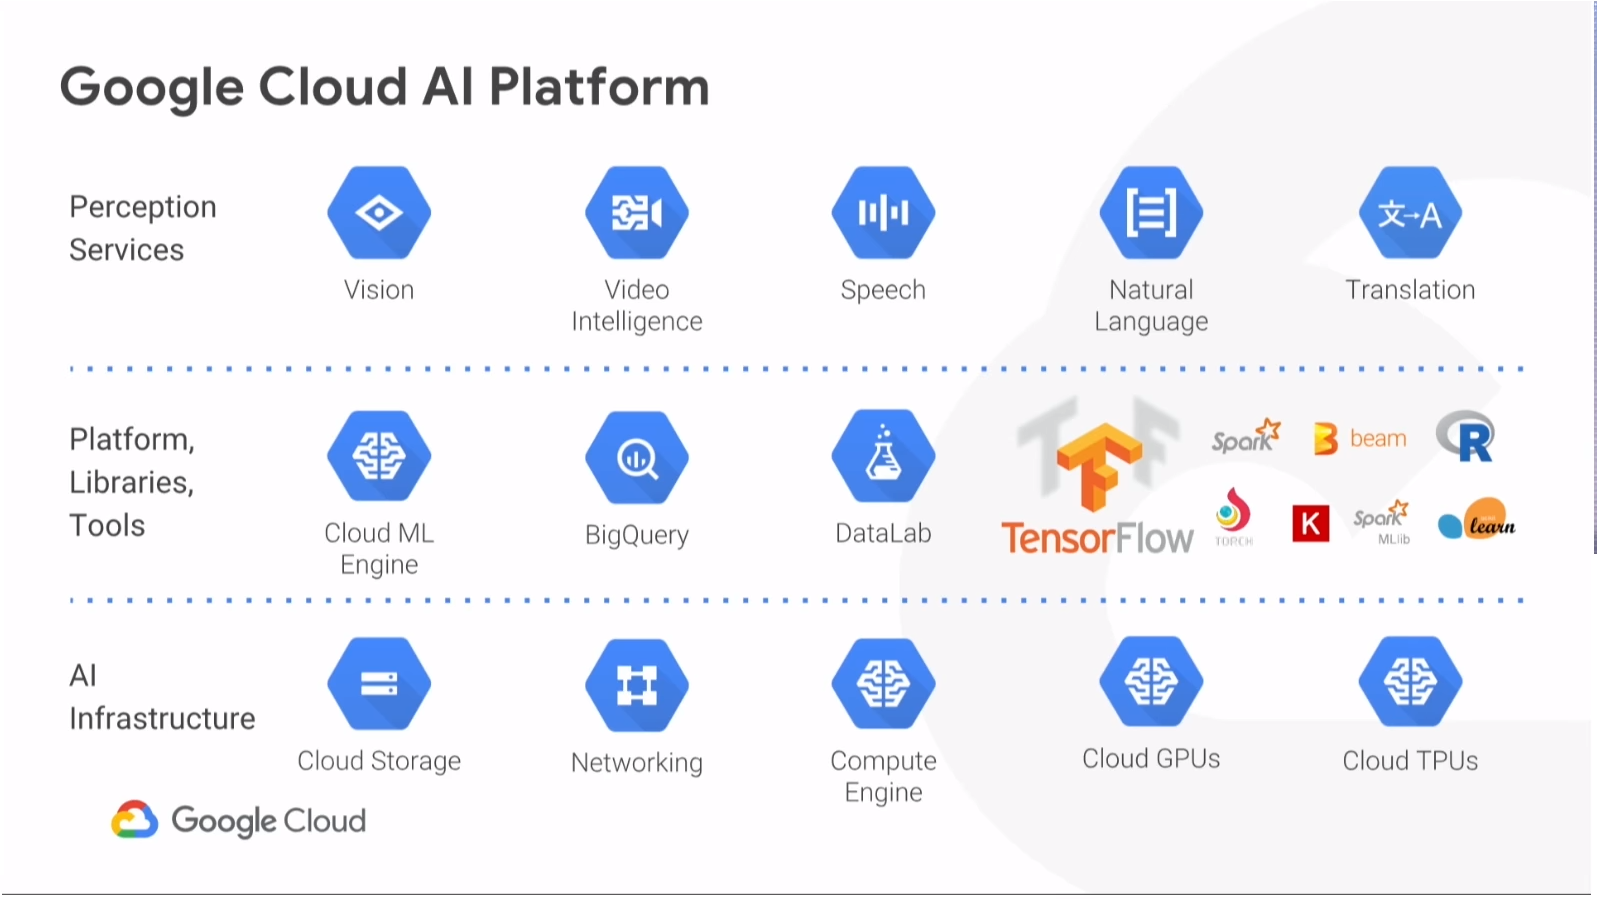 Google Cloud AI Platform
Perception
Services
Vision
Video
Intelligence
Speech
Natural
Language
文→A
Translation
Platform,
Libraries,
Tools
Cloud ML
Engine
BigQuery
DataLab
TensorFlow
Spark
B beam
R
TORCH
K
Spark
MLlib
learn
AI
Infrastructure
Cloud Storage
Networking
Compute
Engine
Cloud GPUs
Cloud TPUs
Google Cloud